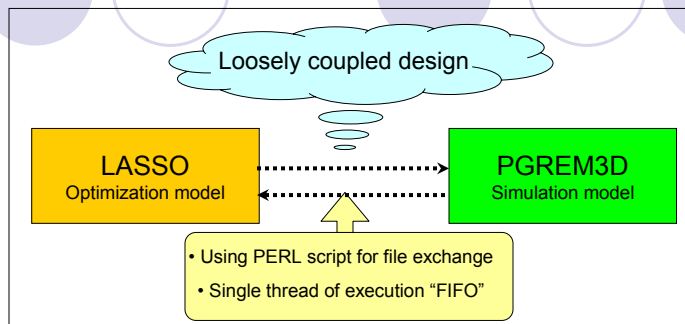 Loosely coupled design
LASSO
Optimization model
PGREM3D
Simulation model
• Using PERL script for file exchange
• Single thread of execution “FIFO”